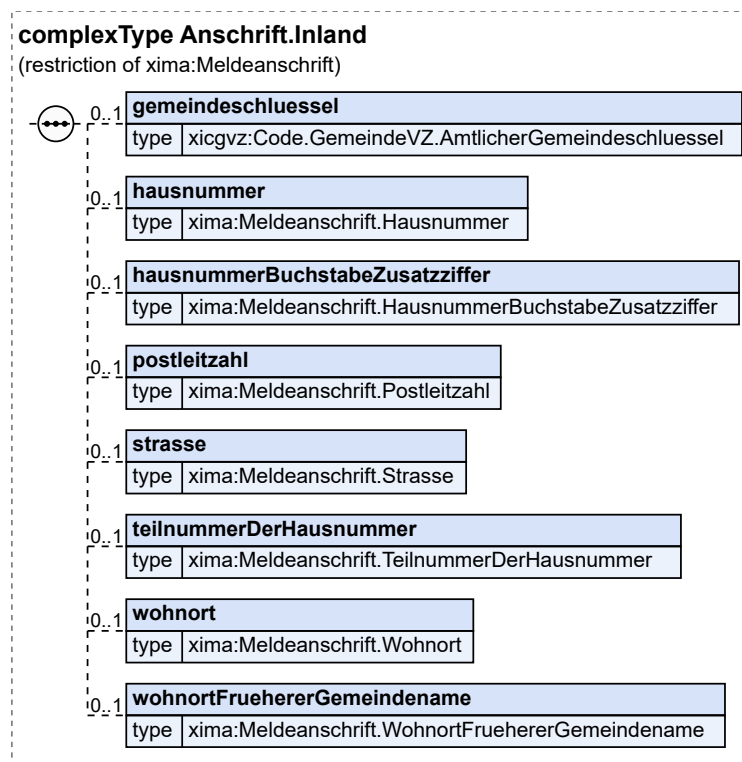 complexType Anschrift.Inland
(restriction of xima:Meldeanschrift)
0..1 gemeindeschluessel
type xicgvz:Code.GemeindeVZ.AmtlicherGemeindeschluessel
0..1 hausnummer
type xima:Meldeanschrift.Hausnummer
0..1 hausnummerBuchstabeZusatzziffer
type xima:Meldeanschrift.HausnummerBuchstabeZusatzziffer
0..1 postleitzahl
type xima:Meldeanschrift.Postleitzahl
0..1 strasse
type xima:Meldeanschrift.Strasse
0..1 teilnummerDerHausnummer
type xima:Meldeanschrift.TeilnummerDerHausnummer
0..1 wohnort
type xima:Meldeanschrift.Wohnort
0..1 wohnortFruehererGemeindename
type xima:Meldeanschrift.WohnortFruehererGemeindename